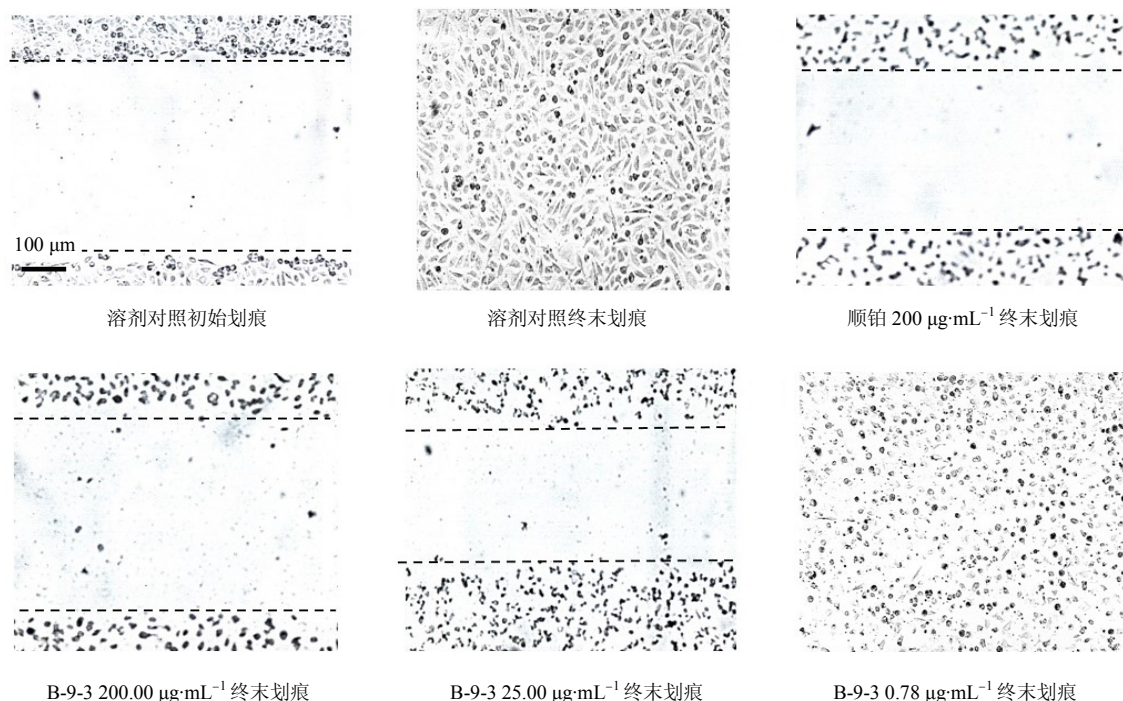 100 μm
溶剂对照初始划痕
溶剂对照终末划痕
顺铂 200 μg·mL⁻¹ 终末划痕
B-9-3 200.00 μg·mL⁻¹ 终末划痕
B-9-3 25.00 μg·mL⁻¹ 终末划痕
B-9-3 0.78 μg·mL⁻¹ 终末划痕